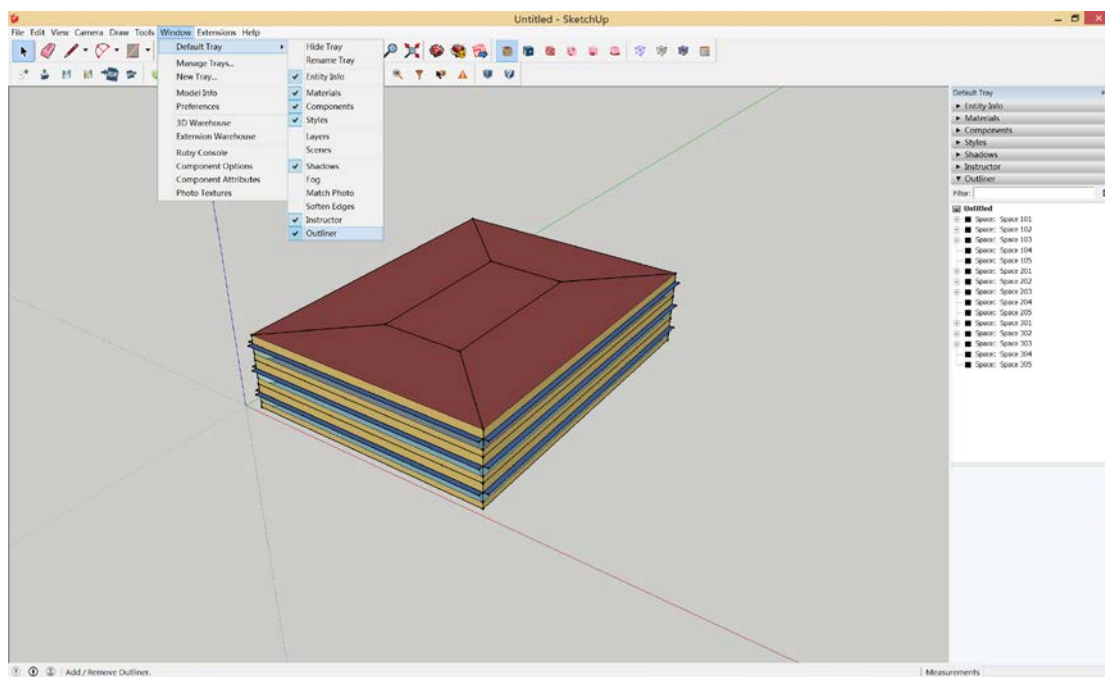 Untitled - SketchUp
File Edit View Camera Draw Tools Window Extensions Help
Default Tray
Manage Trays...
New Tray...
Model Info
Preferences
3D Warehouse
Extension Warehouse
Ruby Console
Component Options
Component Attributes
Photo Textures
Hide Tray
Rename Tray
Entity Info
Materials
Components
Styles
Layers
Scenes
Shadows
Fog
Match Photo
Soften Edges
Instructor
Outliner
Default Tray
Entity Info
Materials
Components
Styles
Shadows
Instructor
Outliner
Filter:
Untitled
Space: Space 101
Space: Space 102
Space: Space 103
Space: Space 104
Space: Space 105
Space: Space 201
Space: Space 202
Space: Space 203
Space: Space 204
Space: Space 205
Space: Space 301
Space: Space 302
Space: Space 303
Space: Space 304
Space: Space 305
Add / Remove Outliner.
Measurements